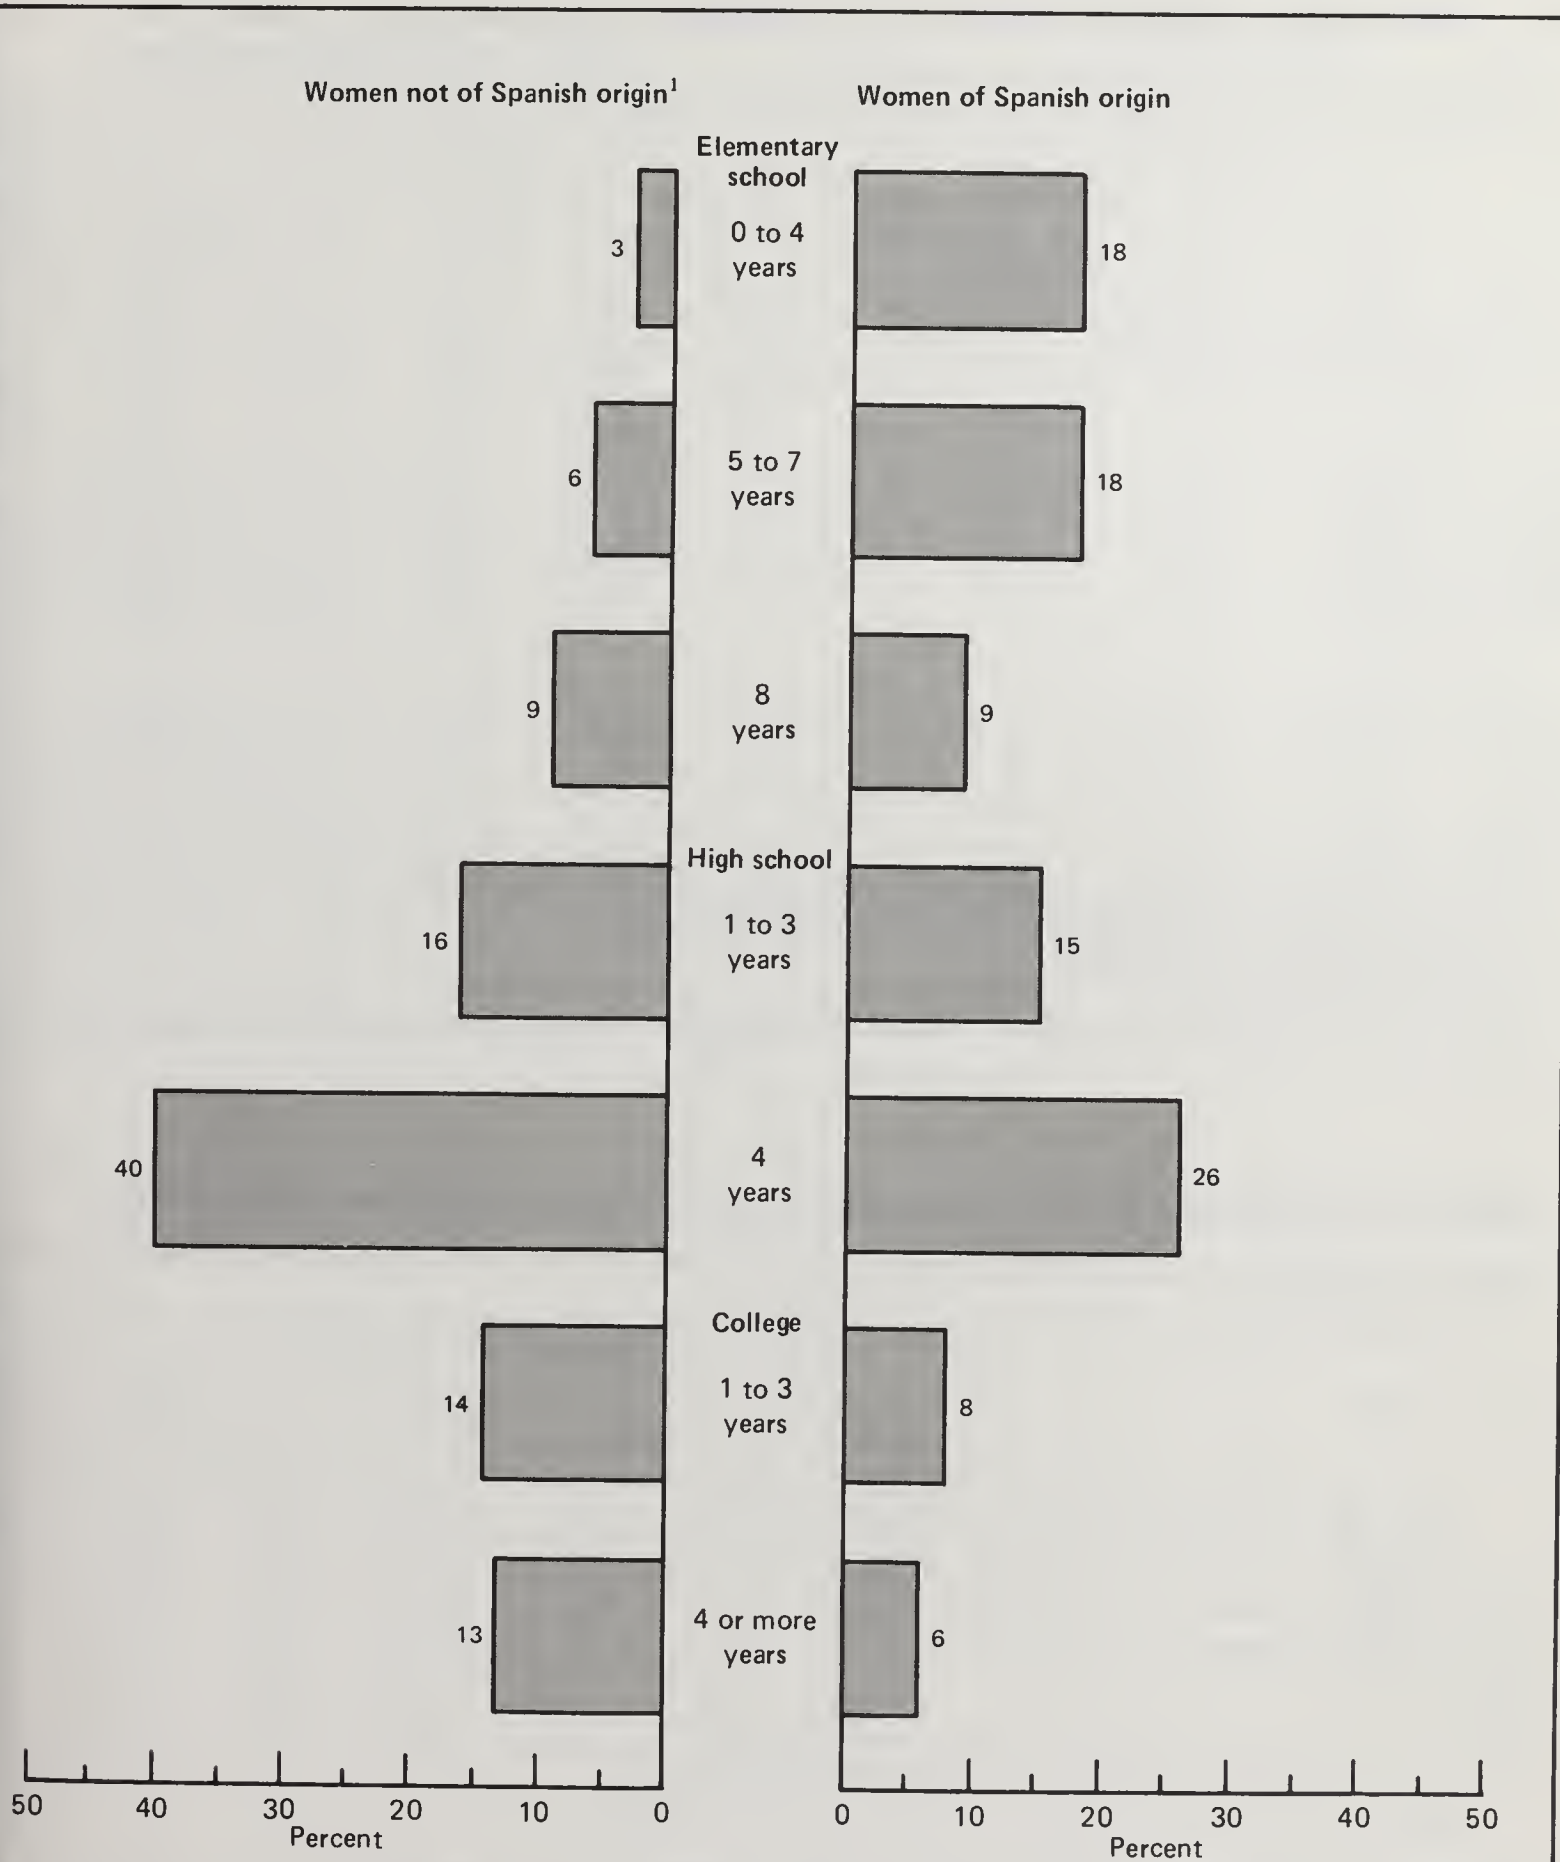 Women not of Spanish origin¹
Women of Spanish origin
Elementary
school
3
0 to 4
years
18
6
5 to 7
years
18
9
8
years
9
High school
16
1 to 3
years
15
40
4
years
26
College
14
1 to 3
years
8
13
4 or more
years
6
50 40 30 20 10 0
Percent
0 10 20 30 40 50
Percent